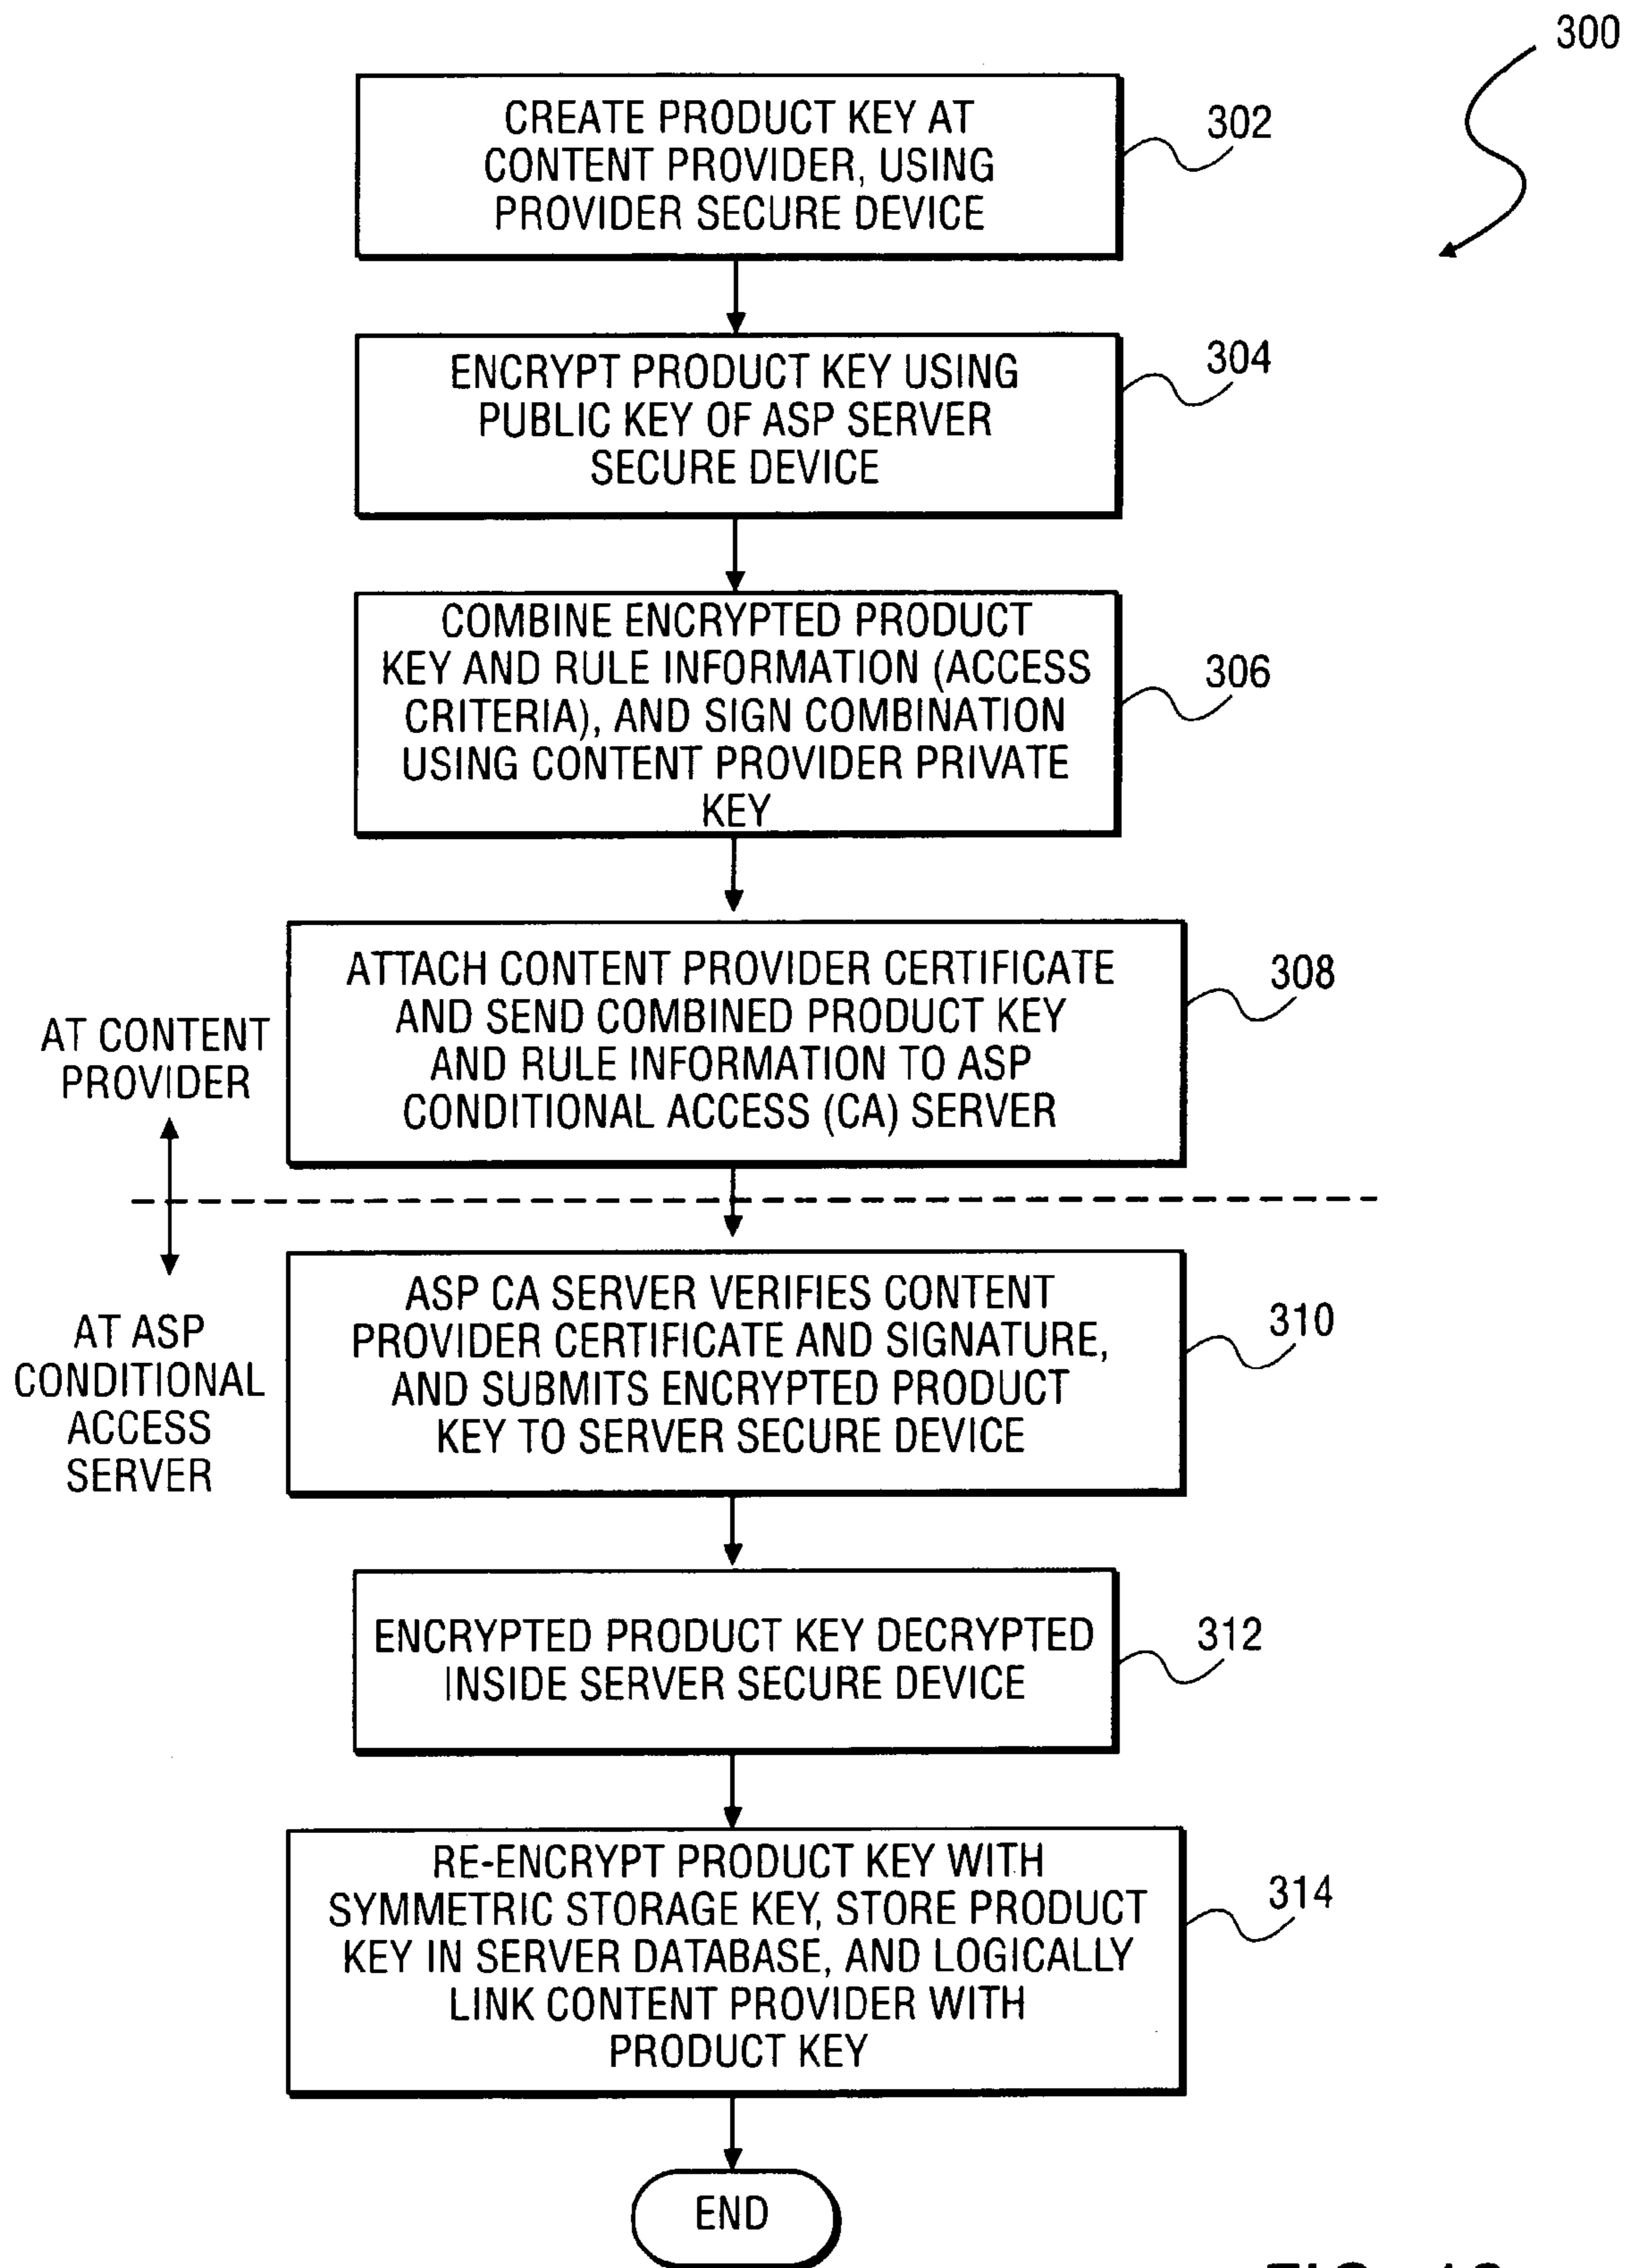 300
CREATE PRODUCT KEY AT
CONTENT PROVIDER, USING
PROVIDER SECURE DEVICE
302
ENCRYPT PRODUCT KEY USING
PUBLIC KEY OF ASP SERVER
SECURE DEVICE
304
COMBINE ENCRYPTED PRODUCT
KEY AND RULE INFORMATION (ACCESS
CRITERIA), AND SIGN COMBINATION
USING CONTENT PROVIDER PRIVATE
KEY
306
ATTACH CONTENT PROVIDER CERTIFICATE
AND SEND COMBINED PRODUCT KEY
AND RULE INFORMATION TO ASP
CONDITIONAL ACCESS (CA) SERVER
308
AT CONTENT
PROVIDER
AT ASP
CONDITIONAL
ACCESS
SERVER
ASP CA SERVER VERIFIES CONTENT
PROVIDER CERTIFICATE AND SIGNATURE,
AND SUBMITS ENCRYPTED PRODUCT
KEY TO SERVER SECURE DEVICE
310
ENCRYPTED PRODUCT KEY DECRYPTED
INSIDE SERVER SECURE DEVICE
312
RE-ENCRYPT PRODUCT KEY WITH
SYMMETRIC STORAGE KEY, STORE PRODUCT
KEY IN SERVER DATABASE, AND LOGICALLY
LINK CONTENT PROVIDER WITH
PRODUCT KEY
314
END